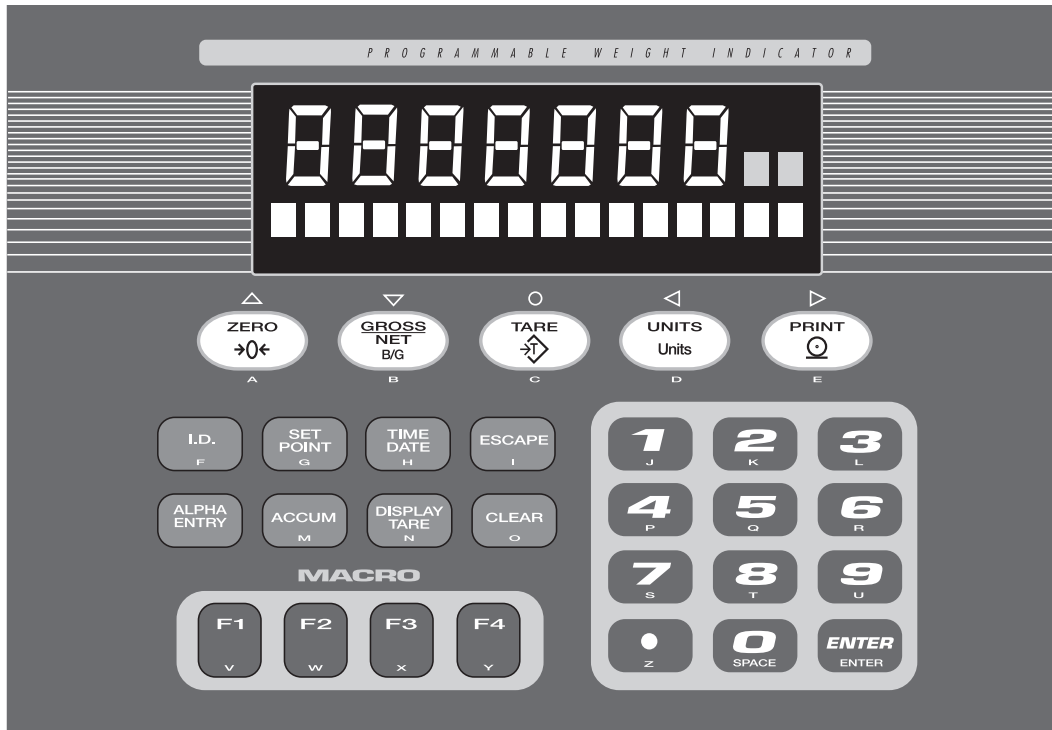 PROGRAMMABLE WEIGHT INDICATOR
ZERO
→0←
A
GROSS
NET
B/G
B
TARE
T
C
UNITS
Units
D
PRINT
E
I.D.
F
SET
POINT
G
TIME
DATE
H
ESCAPE
I
ALPHA
ENTRY
ACCUM
M
DISPLAY
TARE
N
CLEAR
O
MACRO
F1
V
F2
W
F3
X
F4
Y
1
J
2
K
3
L
4
P
5
Q
6
R
7
S
8
T
9
U
.
Z
0
SPACE
ENTER
ENTER